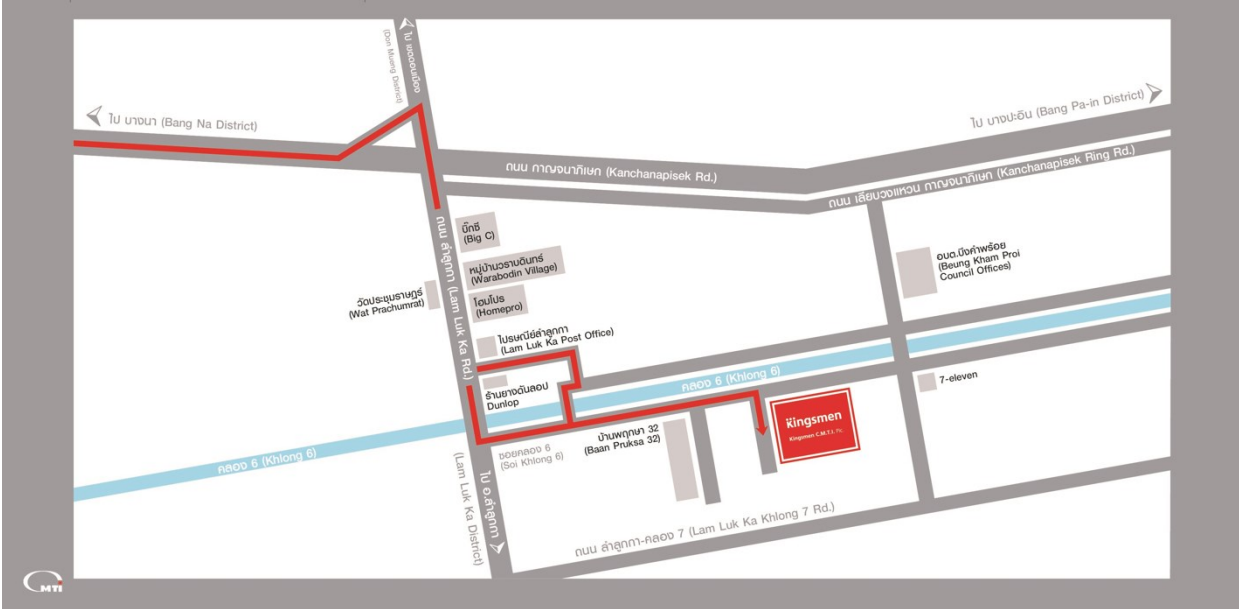 ไป เขตดอนเมือง
(Don Muang District)
ไป บางนา (Bang Na District)
ไป บางปะอิน (Bang Pa-in District)
ถนน กาญจนาภิเษก (Kanchanapisek Rd.)
ถนน เลียบวงแหวน กาญจนาภิเษก (Kanchanapisek Ring Rd.)
ถนน ลำลูกกา (Lam Luk Ka Rd.)
บิ๊กซี
(Big C)
หมู่บ้านวราบดินทร์
(Warabodin Village)
วัดประชุมราษฎร์
(Wat Prachumrat)
โฮมโปร
(Homepro)
อบต.บึงคำพร้อย
(Beung Kham Proi
Council Offices)
ไปรษณีย์ลำลูกกา
(Lam Luk Ka Post Office)
ร้านยางดันลอป
Dunlop
คลอง 6 (Khlong 6)
7-eleven
Kingsmen
Kingsmen C.M.T.I. Plc.
บ้านพฤกษา 32
(Baan Pruksa 32)
ซอยคลอง 6
(Soi Khlong 6)
คลอง 6 (Khlong 6)
ไป อ.ลำลูกกา
(Lam Luk Ka District)
ถนน ลำลูกกา-คลอง 7 (Lam Luk Ka Khlong 7 Rd.)
CMTi